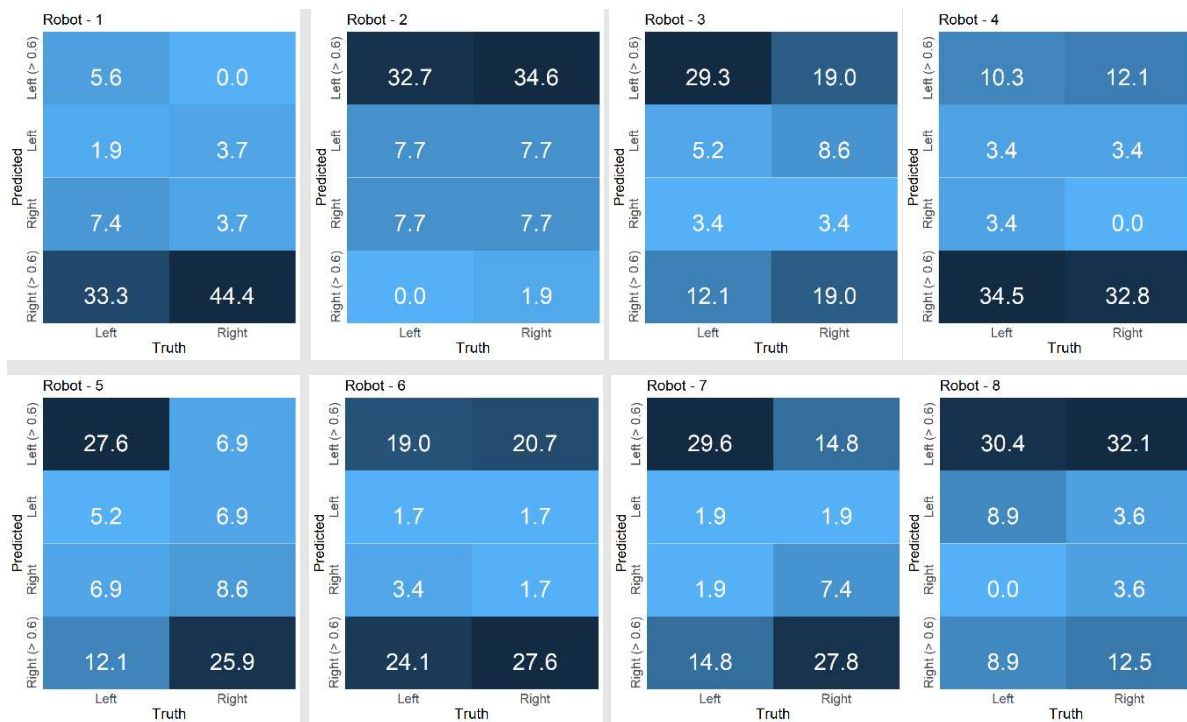 Robot - 1
Predicted
Left (> 0.6)
5.6 0.0
Left
1.9 3.7
Right
7.4 3.7
Right (> 0.6)
33.3 44.4
Left Right
Truth
Robot - 2
Predicted
Left (> 0.6)
32.7 34.6
Left
7.7 7.7
Right
7.7 7.7
Right (> 0.6)
0.0 1.9
Left Right
Truth
Robot - 3
Predicted
Left (> 0.6)
29.3 19.0
Left
5.2 8.6
Right
3.4 3.4
Right (> 0.6)
12.1 19.0
Left Right
Truth
Robot - 4
Predicted
Left (> 0.6)
10.3 12.1
Left
3.4 3.4
Right
3.4 0.0
Right (> 0.6)
34.5 32.8
Left Right
Truth
Robot - 5
Predicted
Left (> 0.6)
27.6 6.9
Left
5.2 6.9
Right
6.9 8.6
Right (> 0.6)
12.1 25.9
Left Right
Truth
Robot - 6
Predicted
Left (> 0.6)
19.0 20.7
Left
1.7 1.7
Right
3.4 1.7
Right (> 0.6)
24.1 27.6
Left Right
Truth
Robot - 7
Predicted
Left (> 0.6)
29.6 14.8
Left
1.9 1.9
Right
1.9 7.4
Right (> 0.6)
14.8 27.8
Left Right
Truth
Robot - 8
Predicted
Left (> 0.6)
30.4 32.1
Left
8.9 3.6
Right
0.0 3.6
Right (> 0.6)
8.9 12.5
Left Right
Truth